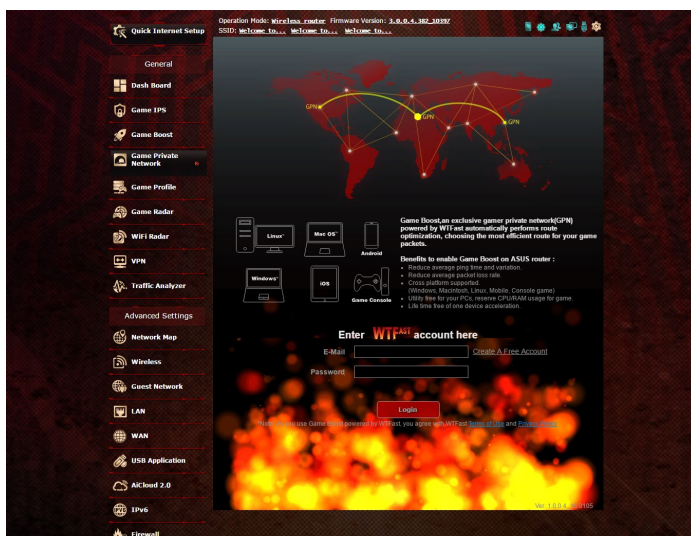 Quick Internet Setup
General
Dash Board
Game IPS
Game Boost
Game Private
Network
Game Profile
Game Radar
WiFi Radar
VPN
Traffic Analyzer
Advanced Settings
Network Map
Wireless
Guest Network
LAN
WAN
USB Application
AiCloud 2.0
IPv6
Firewall
Operation Mode: Wireless router Firmware Version: 3.0.0.4.382_10397
SSID: Welcome to... Welcome to... Welcome to...
GPN
GPN
GPN
Linux
Mac OS
Android
Windows
iOS
Game Console
Game Boost,an exclusive gamer private network(GPN)
powered by WTFast automatically performs route
optimization, choosing the most efficient route for your game
packets.
Benefits to enable Game Boost on ASUS router :
Reduce average ping time and variation.
Reduce average packet loss rate.
Cross platform supported.
(Windows, Macintosh, Linux, Mobile, Console game)
Utility free for your PCs, reserve CPU/RAM usage for game.
Life time free of one device acceleration.
Enter WTFAST account here
E-Mail
Create A Free Account
Password
Login
use Game powered by WTFast, you agree with WTFast Terms of Use and